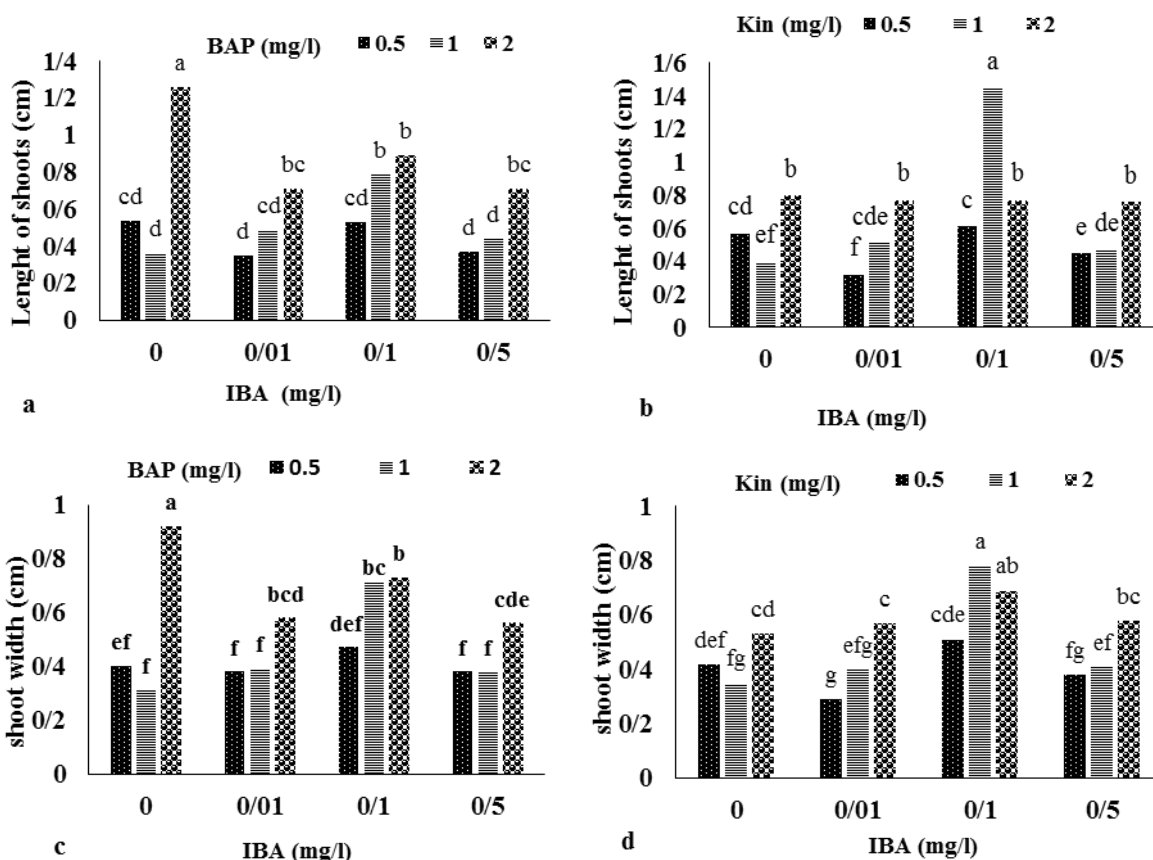 BAP (mg/l) 0.5 1 2
Lenght of shoots (cm)
1/4
1/2
1
0/8
0/6
0/4
0/2
0
cd d a
d cd bc
cd b b
d d bc
0 0/01 0/1 0/5
IBA (mg/l)
a
Kin (mg/l) 0.5 1 2
Lenght of shoots (cm)
1/6
1/4
1/2
1
0/8
0/6
0/4
0/2
0
cd ef b
f cde b
c a b
e de b
0 0/01 0/1 0/5
IBA (mg/l)
b
BAP (mg/l) 0.5 1 2
shoot width (cm)
1
0/8
0/6
0/4
0/2
0
ef f a
f f bcd
def bc b
f f cde
0 0/01 0/1 0/5
IBA (mg/l)
c
Kin (mg/l) 0.5 1 2
shoot width (cm)
1
0/8
0/6
0/4
0/2
0
def fg cd
g efg c
cde a ab
fg ef bc
0 0/01 0/1 0/5
IBA (mg/l)
d